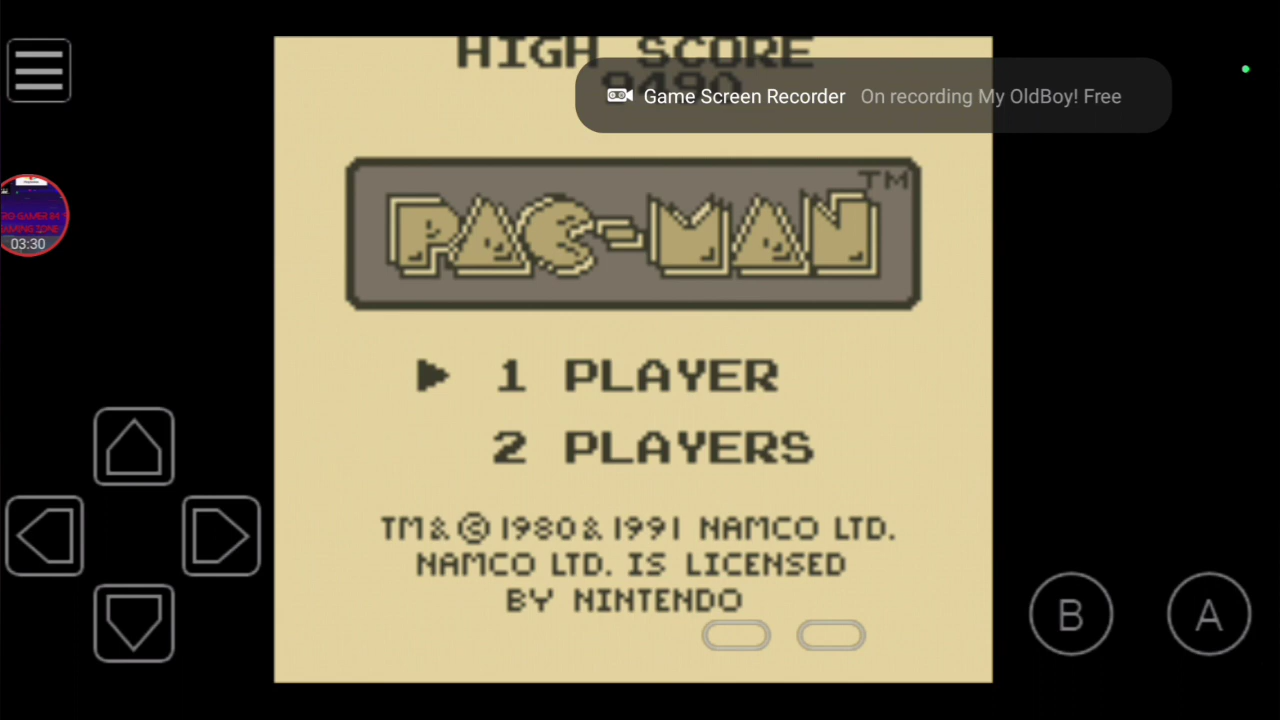 HIGH SCORE
9490
Game Screen Recorder On recording My OldBoy! Free
TM
PAC-MAN
03:30
1 PLAYER
2 PLAYERS
TM & © 1980 & 1991 NAMCO LTD.
NAMCO LTD. IS LICENSED
BY NINTENDO
B
A